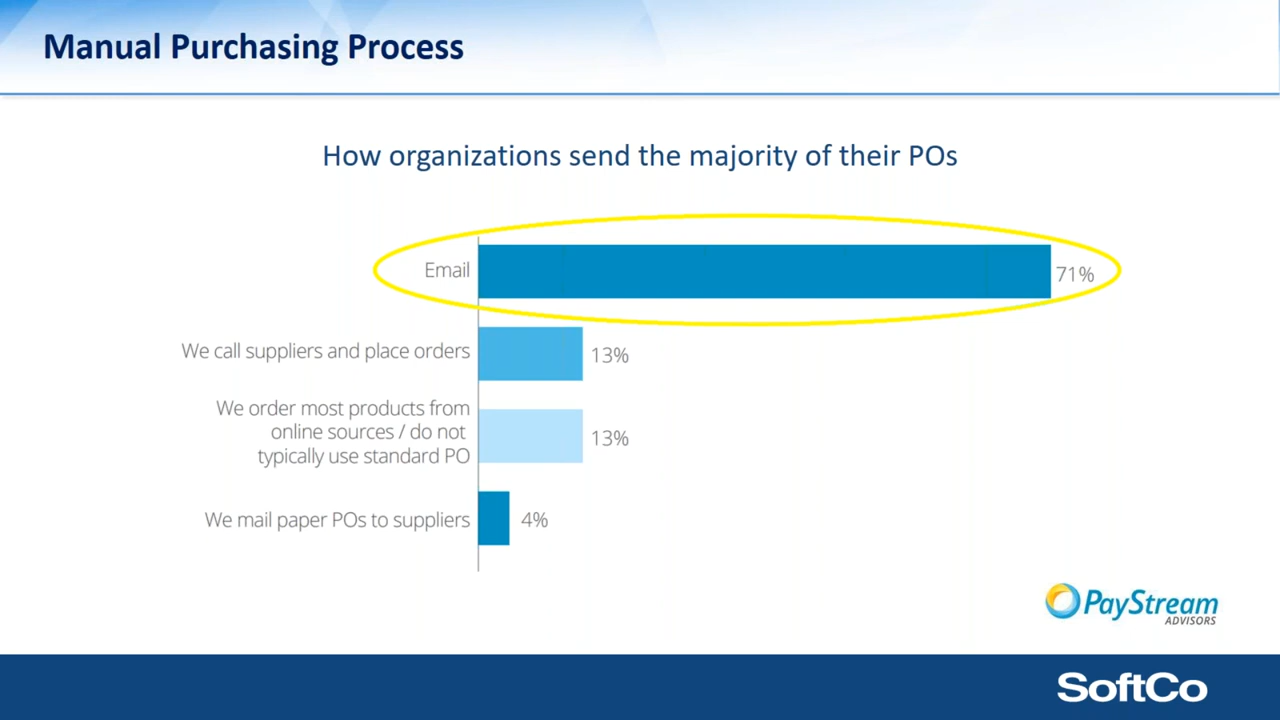 Manual Purchasing Process
How organizations send the majority of their POs
Email
71%
We call suppliers and place orders
13%
We order most products from
online sources / do not
typically use standard PO
13%
We mail paper POs to suppliers
4%
PayStream
ADVISORS
SoftCo